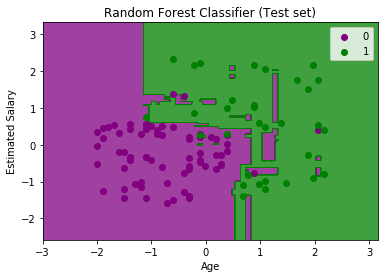 Random Forest Classifier (Test set)
0
1
3
2
1
0
−1
−2
Estimated Salary
−3 −2 −1 0 1 2 3
Age